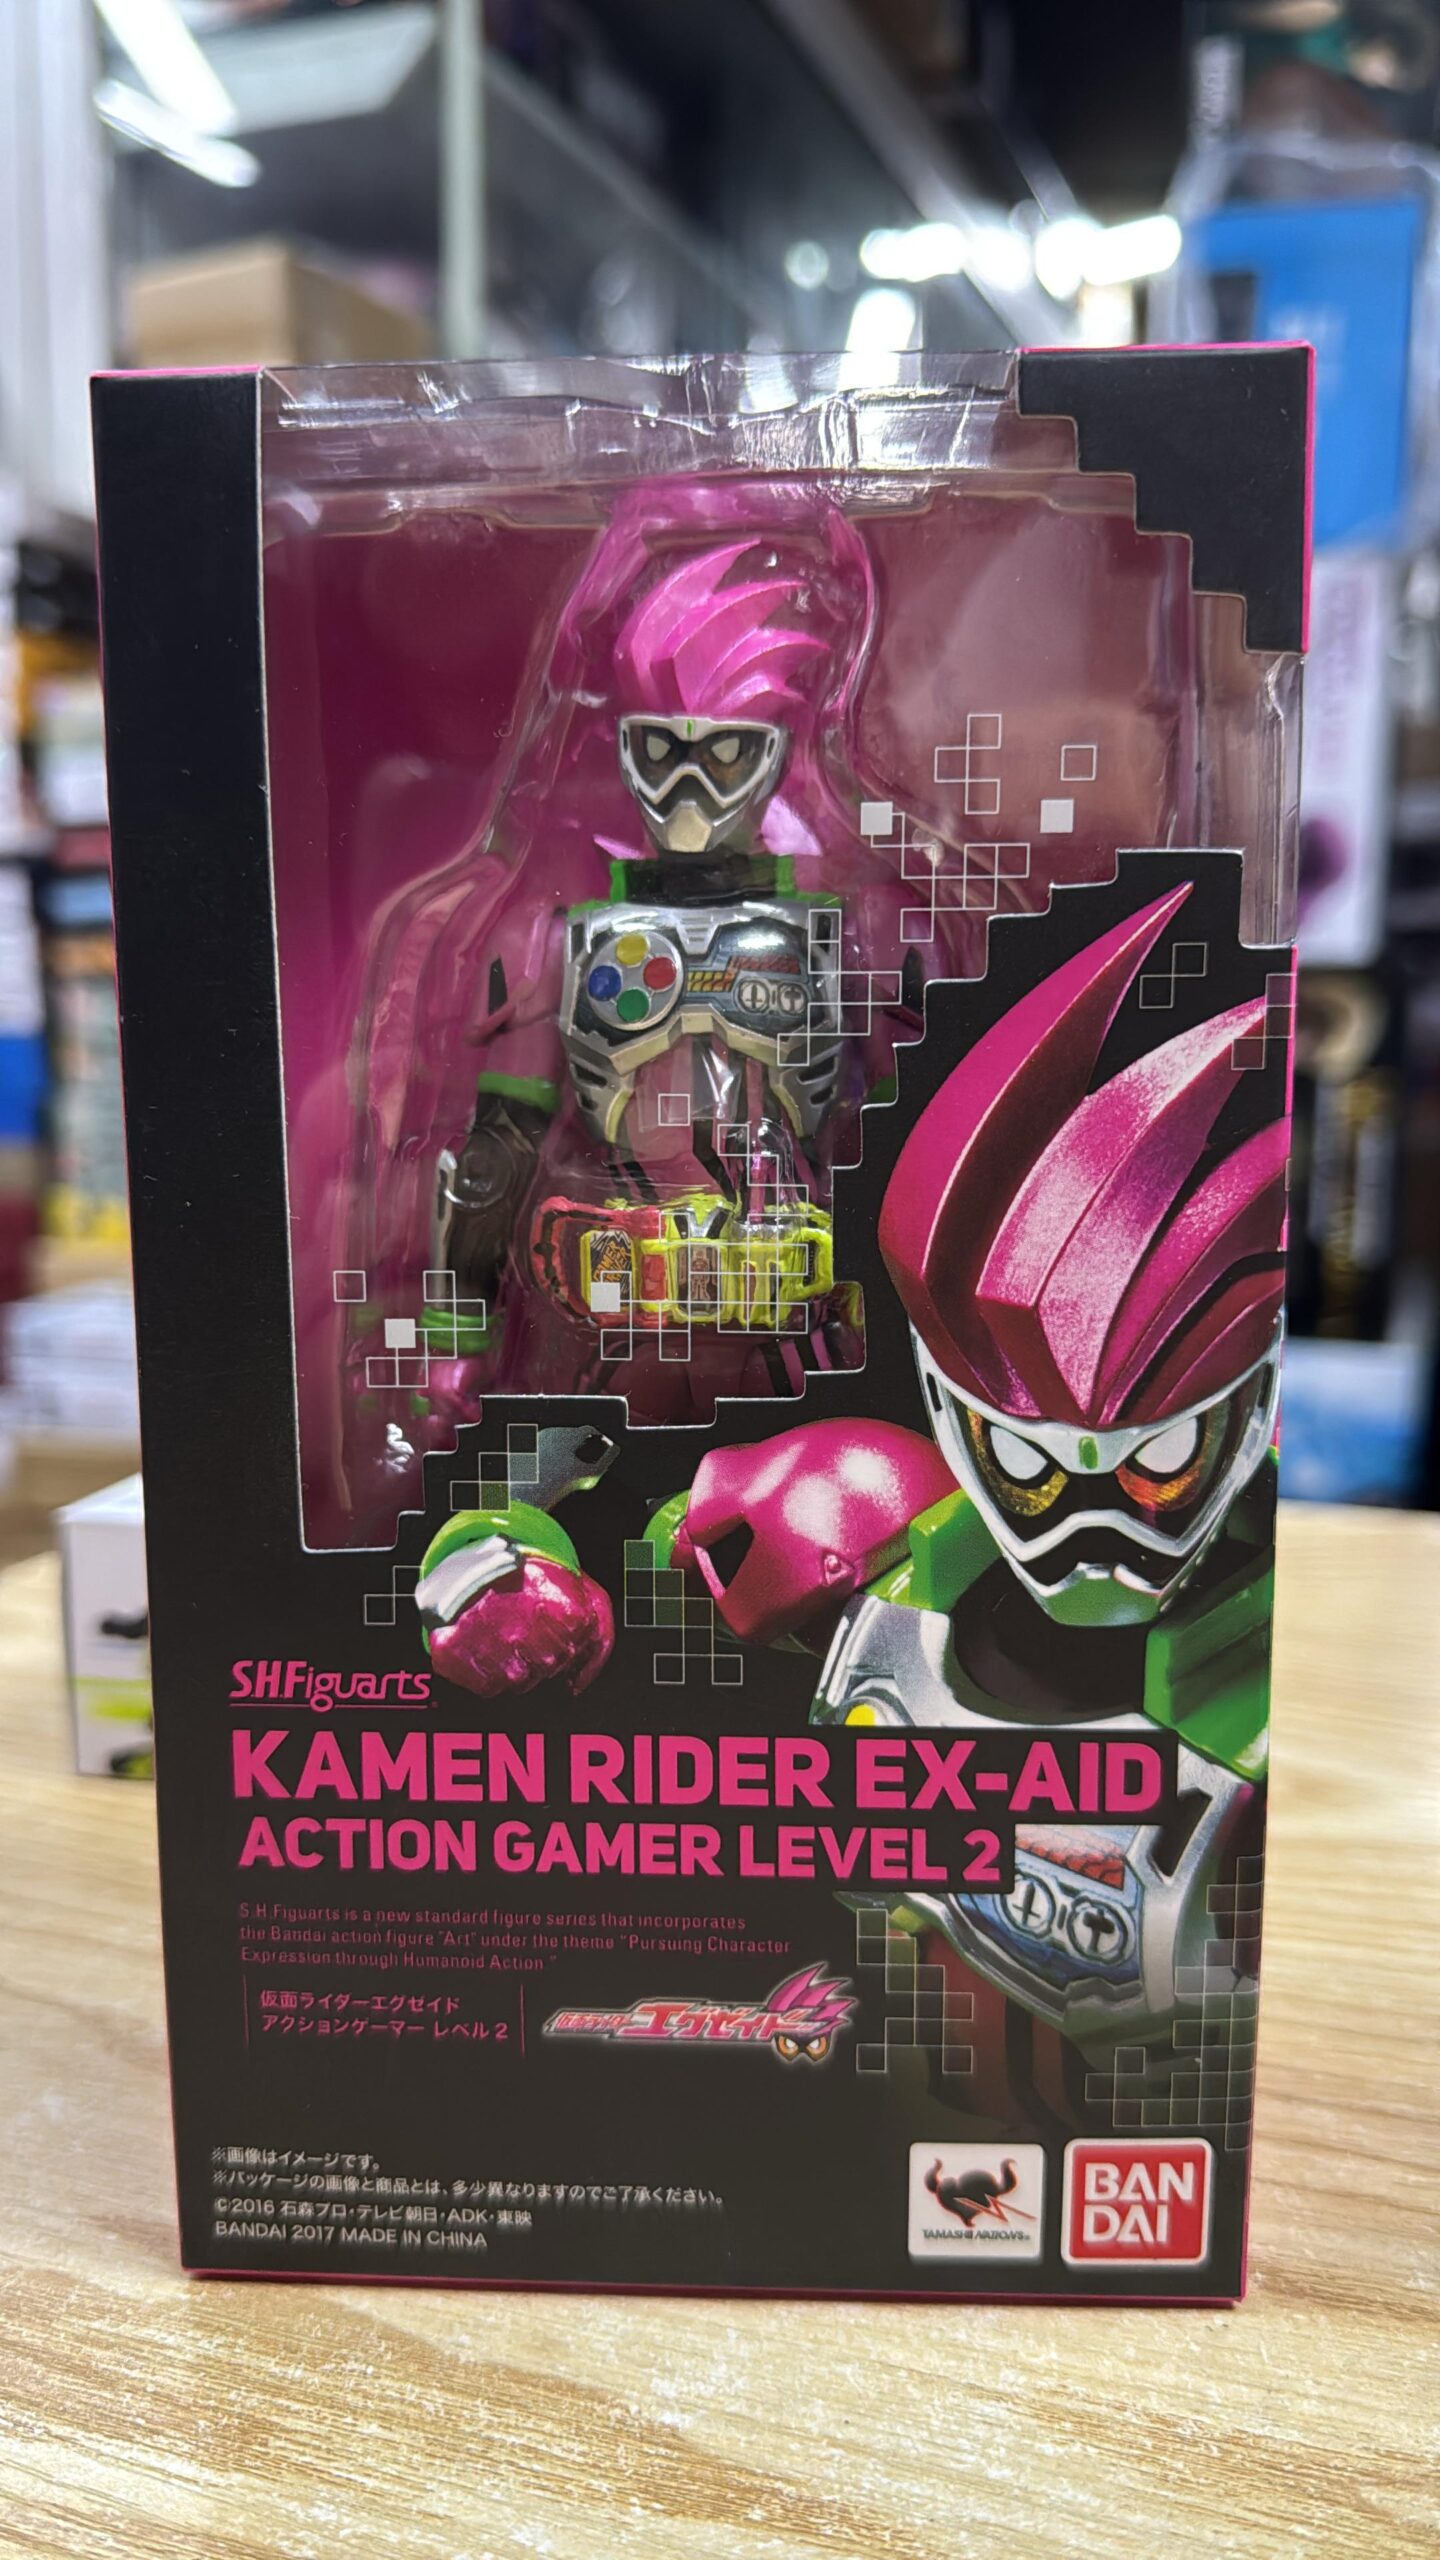 S.H.Figuarts
KAMEN RIDER EX-AID
ACTION GAMER LEVEL 2
S.H.Figuarts is a new standard figure series that incorporates
the Bandai action figure "Art" under the theme "Pursuing Character
Expression through Humanoid Action."
仮面ライダーエグゼイド
アクションゲーマー レベル2
仮面ライダーエグゼイド
※画像はイメージです。
※パッケージの画像と商品とは、多少異なりますのでご了承ください。
©2016 石森プロ・テレビ朝日・ADK・東映
BANDAI 2017 MADE IN CHINA
TAMASHII NATIONS
BAN
DAI